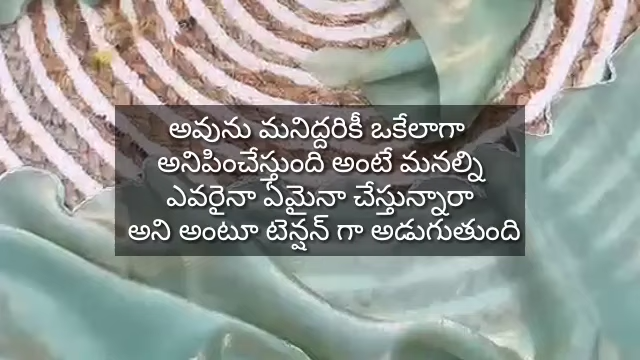 అవును మనిద్దరికీ ఒకేలాగా
అనిపించేస్తుంది అంటే మనల్ని
ఎవరైనా ఏమైనా చేస్తున్నారా
అని అంటూ టెన్షన్ గా అడుగుతుంది